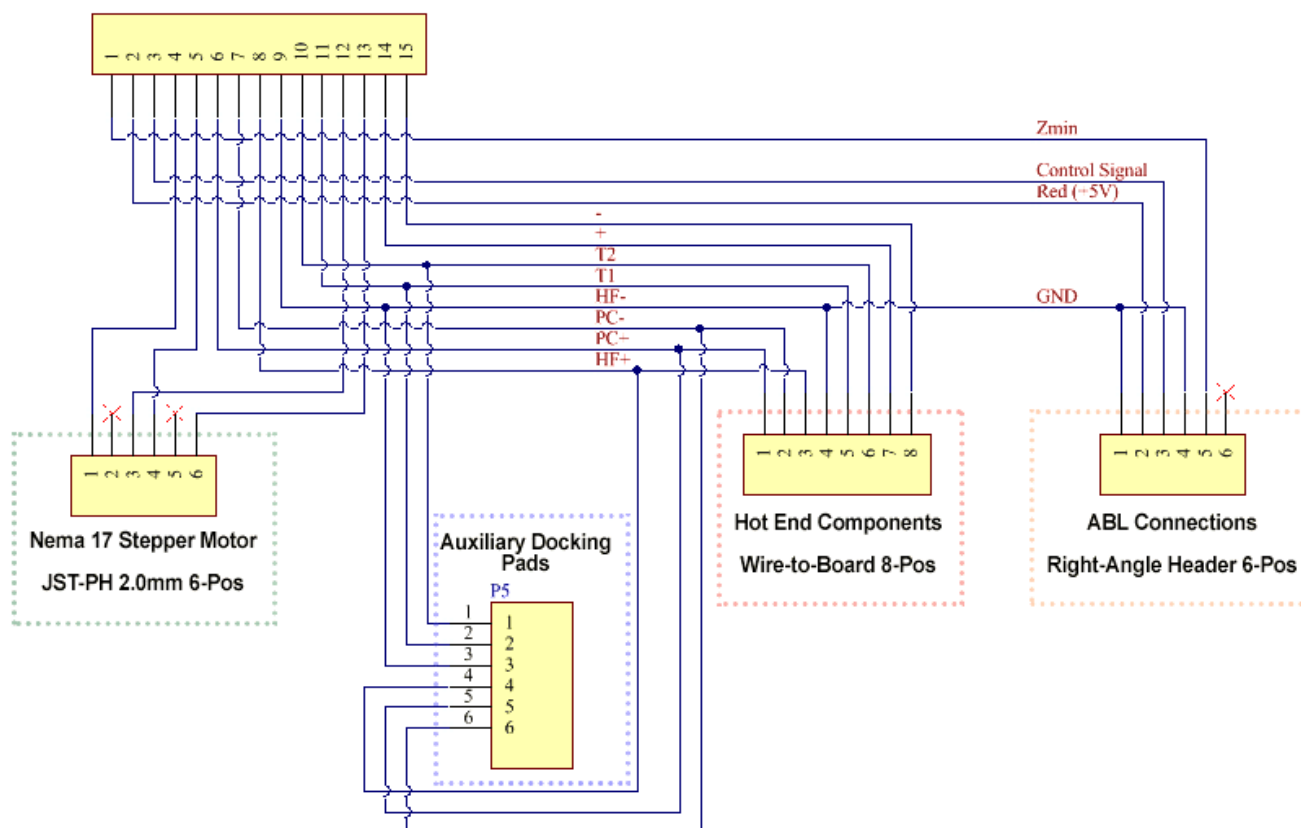 1 2 3 4 5 6 7 8 9 10 11 12 13 14 15
Zmin
Control Signal
Red (+5V)
-
+
T2
T1
HF-
GND
PC-
PC+
HF+
1 2 3 4 5 6
Nema 17 Stepper Motor
JST-PH 2.0mm 6-Pos
1 2 3 4 5 6 7 8
Hot End Components
Wire-to-Board 8-Pos
1 2 3 4 5 6
ABL Connections
Right-Angle Header 6-Pos
Auxiliary Docking
Pads
P5
1 1
2 2
3 3
4 4
5 5
6 6